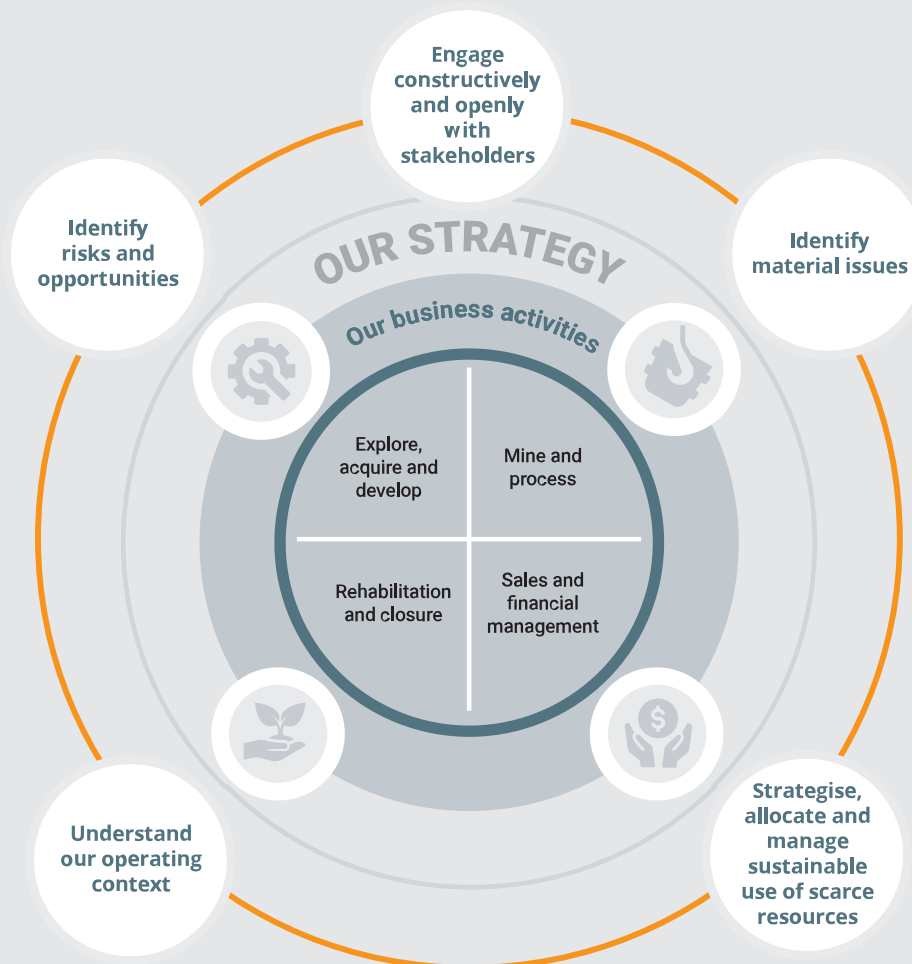 Engage
constructively
and openly
with
stakeholders
Identify
risks and
opportunities
Identify
material issues
OUR STRATEGY
Our business activities
Explore,
acquire and
develop
Mine and
process
Rehabilitation
and closure
Sales and
financial
management
$
Understand
our operating
context
Strategise,
allocate and
manage
sustainable
use of scarce
resources